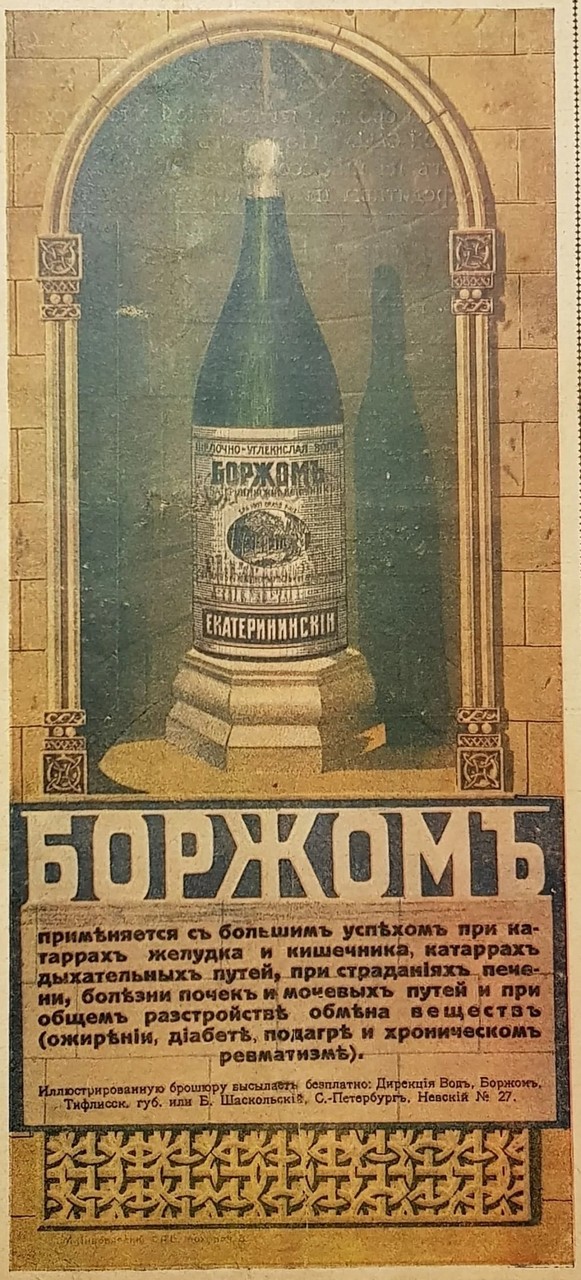 ЩЕЛОЧНО-УГЛЕКИСЛАЯ ВОДА
БОРЖОМЪ
ЕКАТЕРИНИНСКІЙ
БОРЖОМЪ
примѣняется съ большимъ успѣхомъ при ка-
таррахъ желудка и кишечника, катаррахъ
дыхательныхъ путей, при страданіяхъ пече-
ни, болѣзни почекъ и мочевыхъ путей и при
общемъ разстройствѣ обмѣна веществъ
(ожирѣніи, діабетѣ, подагрѣ и хроническомъ
ревматизмѣ).
Иллюстрированную брошюру высылаетъ безплатно: Дирекція Водъ, Боржомъ,
Тифлисск. губ. или Б. Шаскольскій, С.-Петербургъ, Невскій № 27.